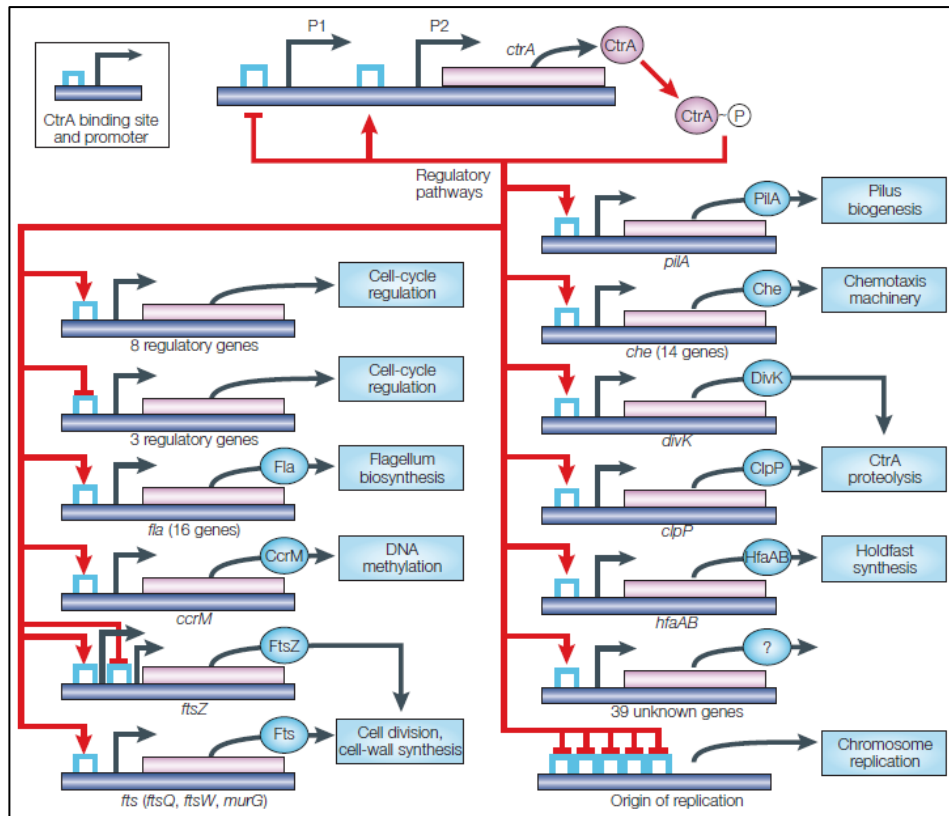 P1
P2
ctrA
CtrA
CtrA
~
P
CtrA binding site
and promoter
Regulatory
pathways
PilA
Pilus
biogenesis
pilA
Cell-cycle
regulation
8 regulatory genes
Che
Chemotaxis
machinery
che (14 genes)
Cell-cycle
regulation
3 regulatory genes
DivK
divK
Fla
Flagellum
biosynthesis
fla (16 genes)
ClpP
CtrA
proteolysis
clpP
CcrM
DNA
methylation
ccrM
HfaAB
Holdfast
synthesis
hfaAB
FtsZ
ftsZ
?
39 unknown genes
Fts
Cell division,
cell-wall synthesis
fts (ftsQ, ftsW, murG)
Chromosome
replication
Origin of replication